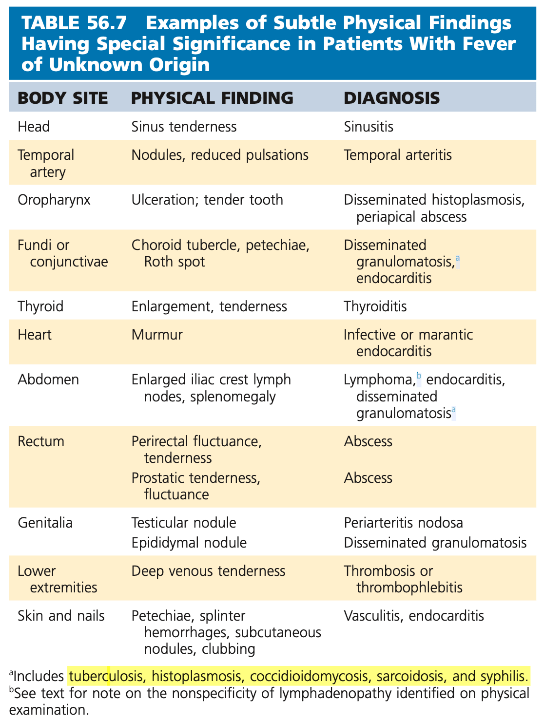 TABLE 56.7 Examples of Subtle Physical Findings
Having Special Significance in Patients With Fever
of Unknown Origin
BODY SITE PHYSICAL FINDING DIAGNOSIS
Head Sinus tenderness Sinusitis
Temporal Nodules, reduced pulsations Temporal arteritis
artery
Oropharynx Ulceration; tender tooth Disseminated histoplasmosis,
periapical abscess
Fundi or Choroid tubercle, petechiae, Disseminated
conjunctivae Roth spot granulomatosis,a
endocarditis
Thyroid Enlargement, tenderness Thyroiditis
Heart Murmur Infective or marantic
endocarditis
Abdomen Enlarged iliac crest lymph Lymphoma,b endocarditis,
nodes, splenomegaly disseminated
granulomatosisa
Rectum Perirectal fluctuance, Abscess
tenderness
Prostatic tenderness, Abscess
fluctuance
Genitalia Testicular nodule Periarteritis nodosa
Epididymal nodule Disseminated granulomatosis
Lower Deep venous tenderness Thrombosis or
extremities thrombophlebitis
Skin and nails Petechiae, splinter Vasculitis, endocarditis
hemorrhages, subcutaneous
nodules, clubbing
aIncludes tuberculosis, histoplasmosis, coccidioidomycosis, sarcoidosis, and syphilis.
bSee text for note on the nonspecificity of lymphadenopathy identified on physical
examination.